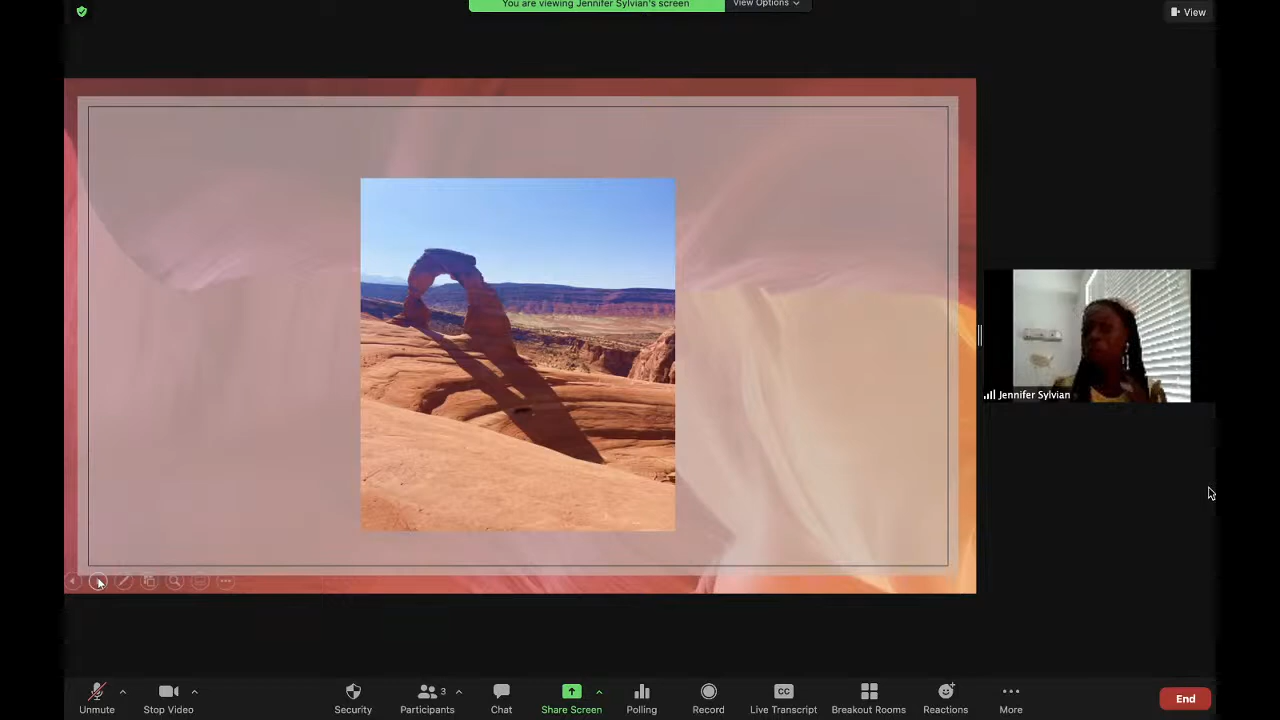 You are viewing Jennifer Sylvian's screen
View Options
View
Jennifer Sylvian
Unmute
Stop Video
Security
Participants
3
Chat
Share Screen
Polling
Record
CC
Live Transcript
Breakout Rooms
Reactions
More
End